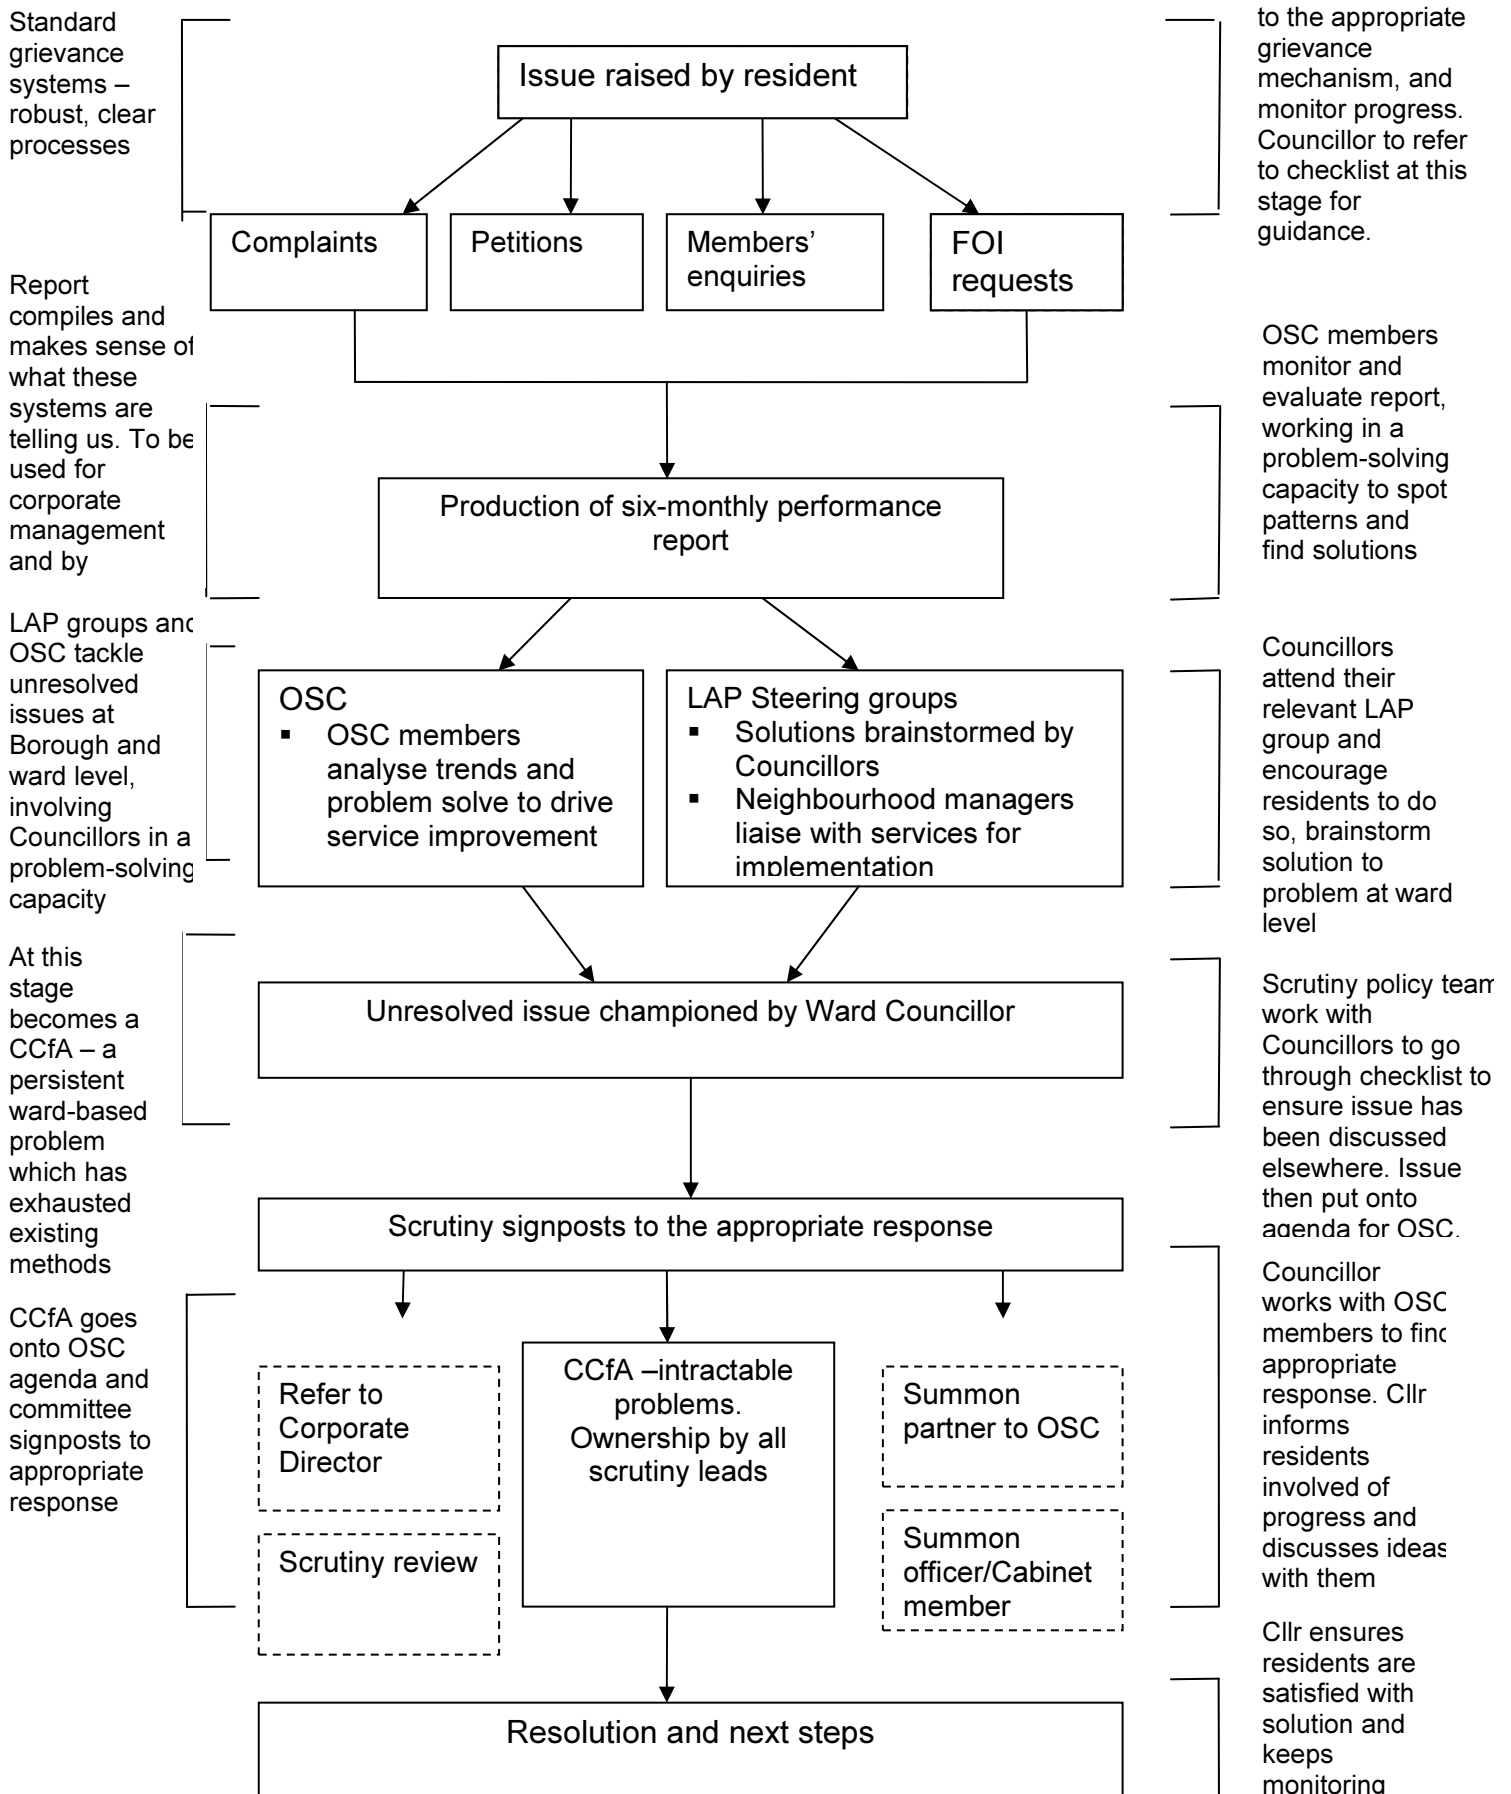 Standard
grievance
systems –
robust, clear
processes
Issue raised by resident
to the appropriate
grievance
mechanism, and
monitor progress.
Councillor to refer
to checklist at this
stage for
guidance.
Complaints
Petitions
Members’
enquiries
FOI
requests
Report
compiles and
makes sense of
what these
systems are
telling us. To be
used for
corporate
management
and by
Production of six-monthly performance
report
OSC members
monitor and
evaluate report,
working in a
problem-solving
capacity to spot
patterns and
find solutions
LAP groups and
OSC tackle
unresolved
issues at
Borough and
ward level,
involving
Councillors in a
problem-solving
capacity
OSC
▪ OSC members
analyse trends and
problem solve to drive
service improvement
LAP Steering groups
▪ Solutions brainstormed by
Councillors
▪ Neighbourhood managers
liaise with services for
implementation
Councillors
attend their
relevant LAP
group and
encourage
residents to do
so, brainstorm
solution to
problem at ward
level
At this
stage
becomes a
CCfA – a
persistent
ward-based
problem
which has
exhausted
existing
methods
Unresolved issue championed by Ward Councillor
Scrutiny policy team
work with
Councillors to go
through checklist to
ensure issue has
been discussed
elsewhere. Issue
then put onto
agenda for OSC.
Scrutiny signposts to the appropriate response
CCfA goes
onto OSC
agenda and
committee
signposts to
appropriate
response
Refer to
Corporate
Director
Scrutiny review
CCfA –intractable
problems.
Ownership by all
scrutiny leads
Summon
partner to OSC
Summon
officer/Cabinet
member
Councillor
works with OSC
members to find
appropriate
response. Cllr
informs
residents
involved of
progress and
discusses ideas
with them
Resolution and next steps
Cllr ensures
residents are
satisfied with
solution and
keeps
monitoring